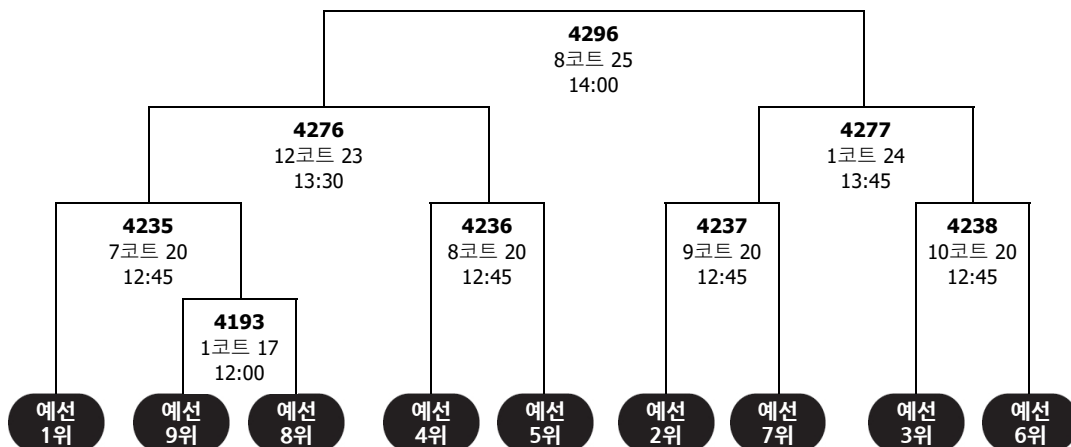 4296
8코트 25
14:00
4276
12코트 23
13:30
4277
1코트 24
13:45
4235
7코트 20
12:45
4236
8코트 20
12:45
4237
9코트 20
12:45
4238
10코트 20
12:45
4193
1코트 17
12:00
예선
1위
예선
9위
예선
8위
예선
4위
예선
5위
예선
2위
예선
7위
예선
3위
예선
6위